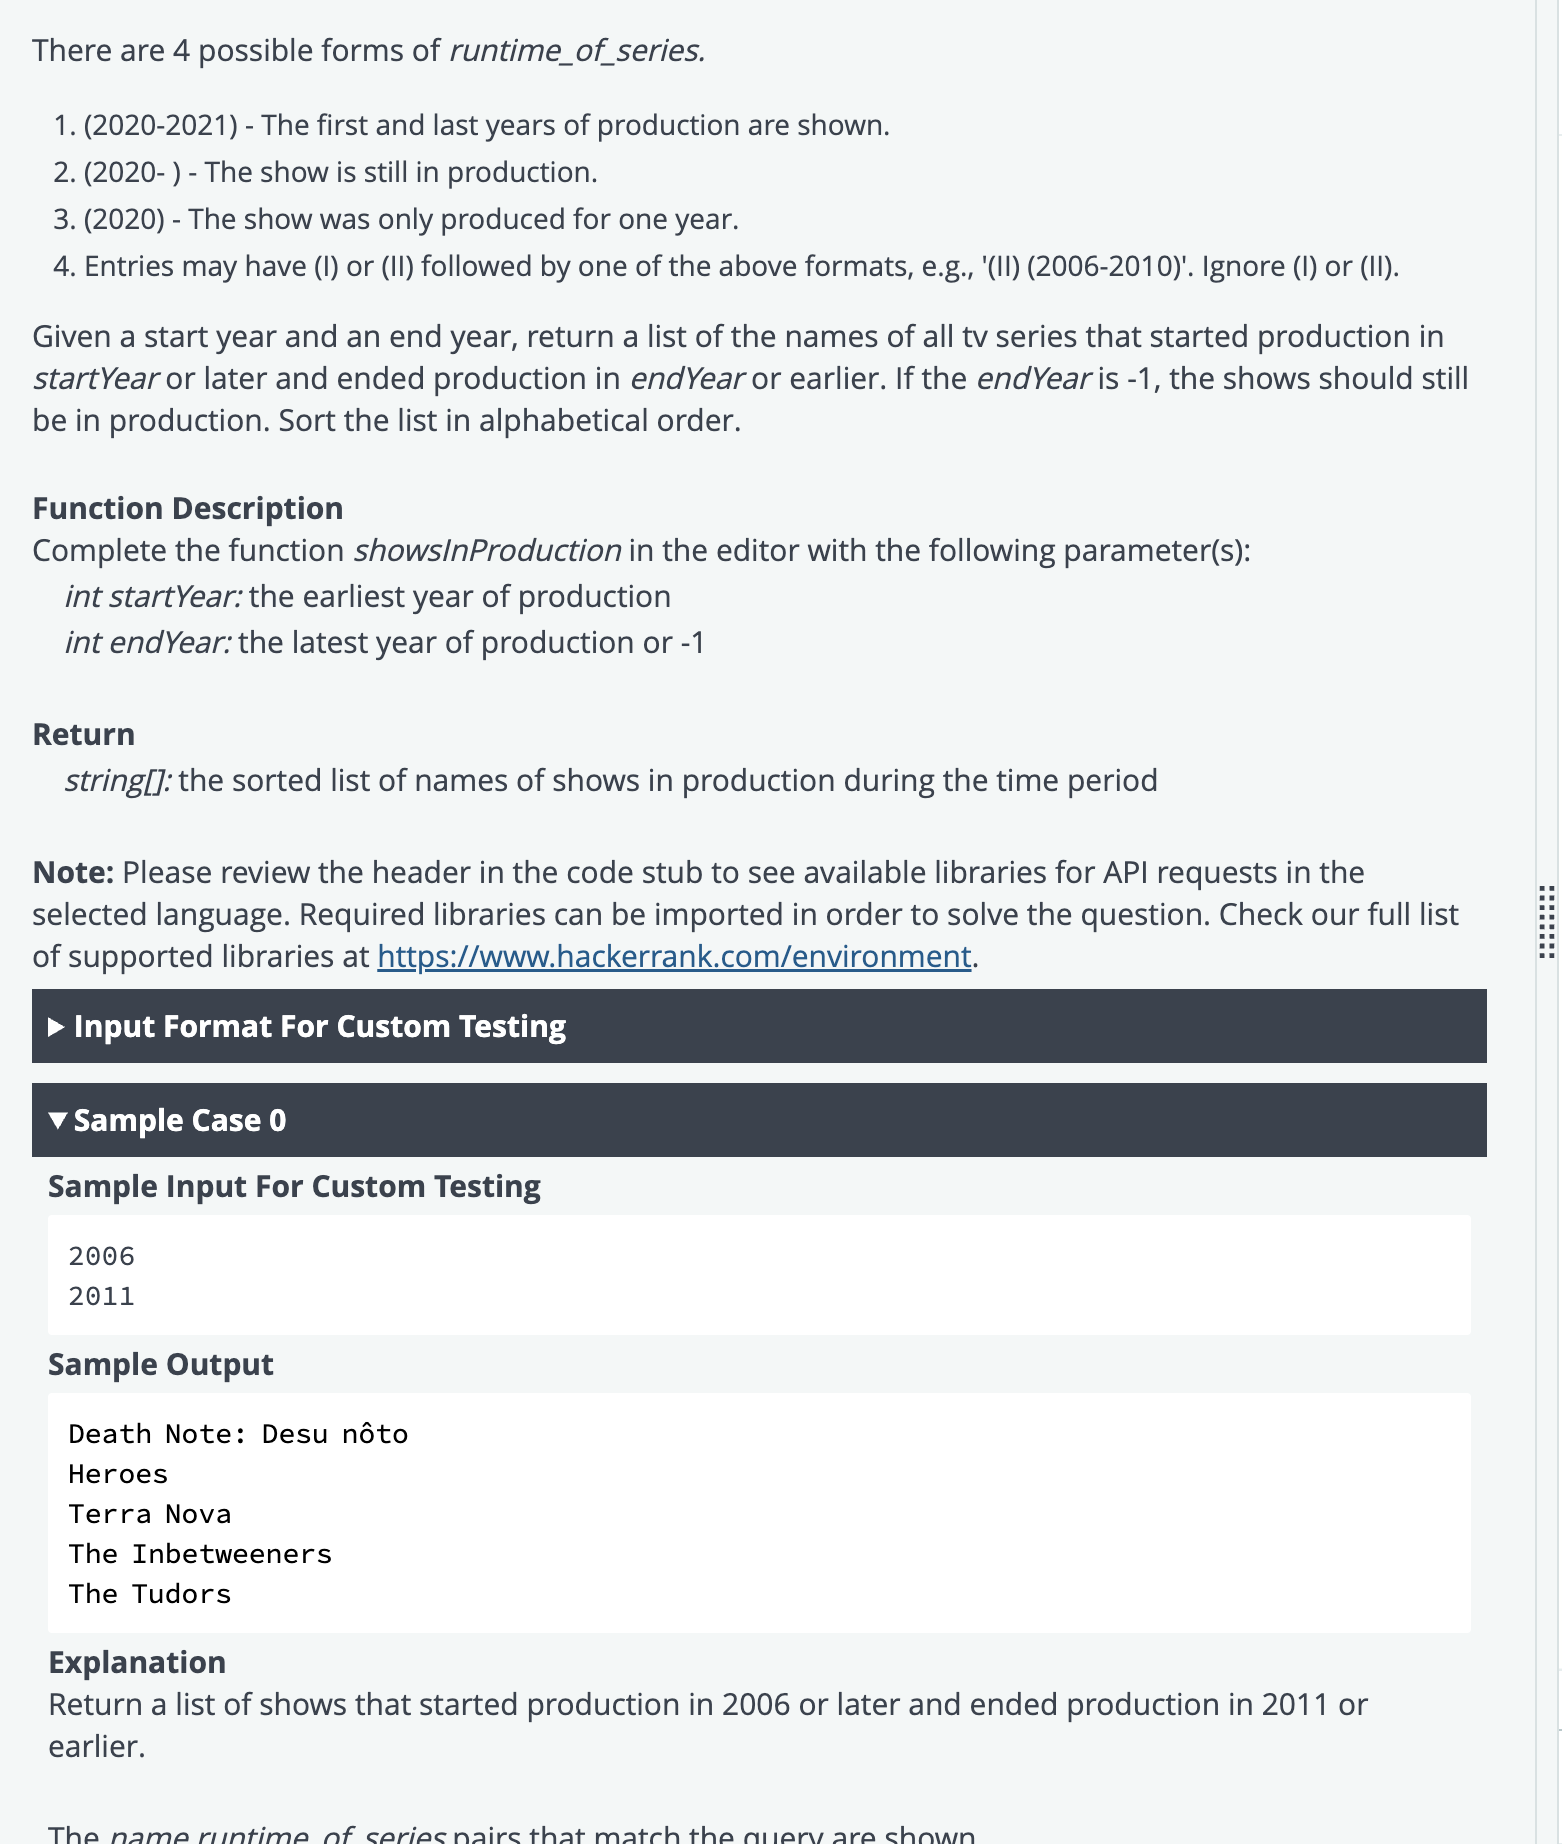 There are 4 possible forms of runtime_of_series.
1. (2020-2021) - The first and last years of production are shown.
2. (2020- ) - The show is still in production.
3. (2020) - The show was only produced for one year.
4. Entries may have (I) or (II) followed by one of the above formats, e.g., '(II) (2006-2010)'. Ignore (I) or (II).
Given a start year and an end year, return a list of the names of all tv series that started production in
startYear or later and ended production in endYear or earlier. If the endYear is -1, the shows should still
be in production. Sort the list in alphabetical order.
Function Description
Complete the function showsInProduction in the editor with the following parameter(s):
int startYear: the earliest year of production
int endYear: the latest year of production or -1
Return
string[]: the sorted list of names of shows in production during the time period
Note: Please review the header in the code stub to see available libraries for API requests in the
selected language. Required libraries can be imported in order to solve the question. Check our full list
of supported libraries at https://www.hackerrank.com/environment.
Input Format For Custom Testing
Sample Case 0
Sample Input For Custom Testing
2006
2011
Sample Output
Death Note: Desu nôto
Heroes
Terra Nova
The Inbetweeners
The Tudors
Explanation
Return a list of shows that started production in 2006 or later and ended production in 2011 or
earlier.
The name runtime_of_series pairs that match the query are shown